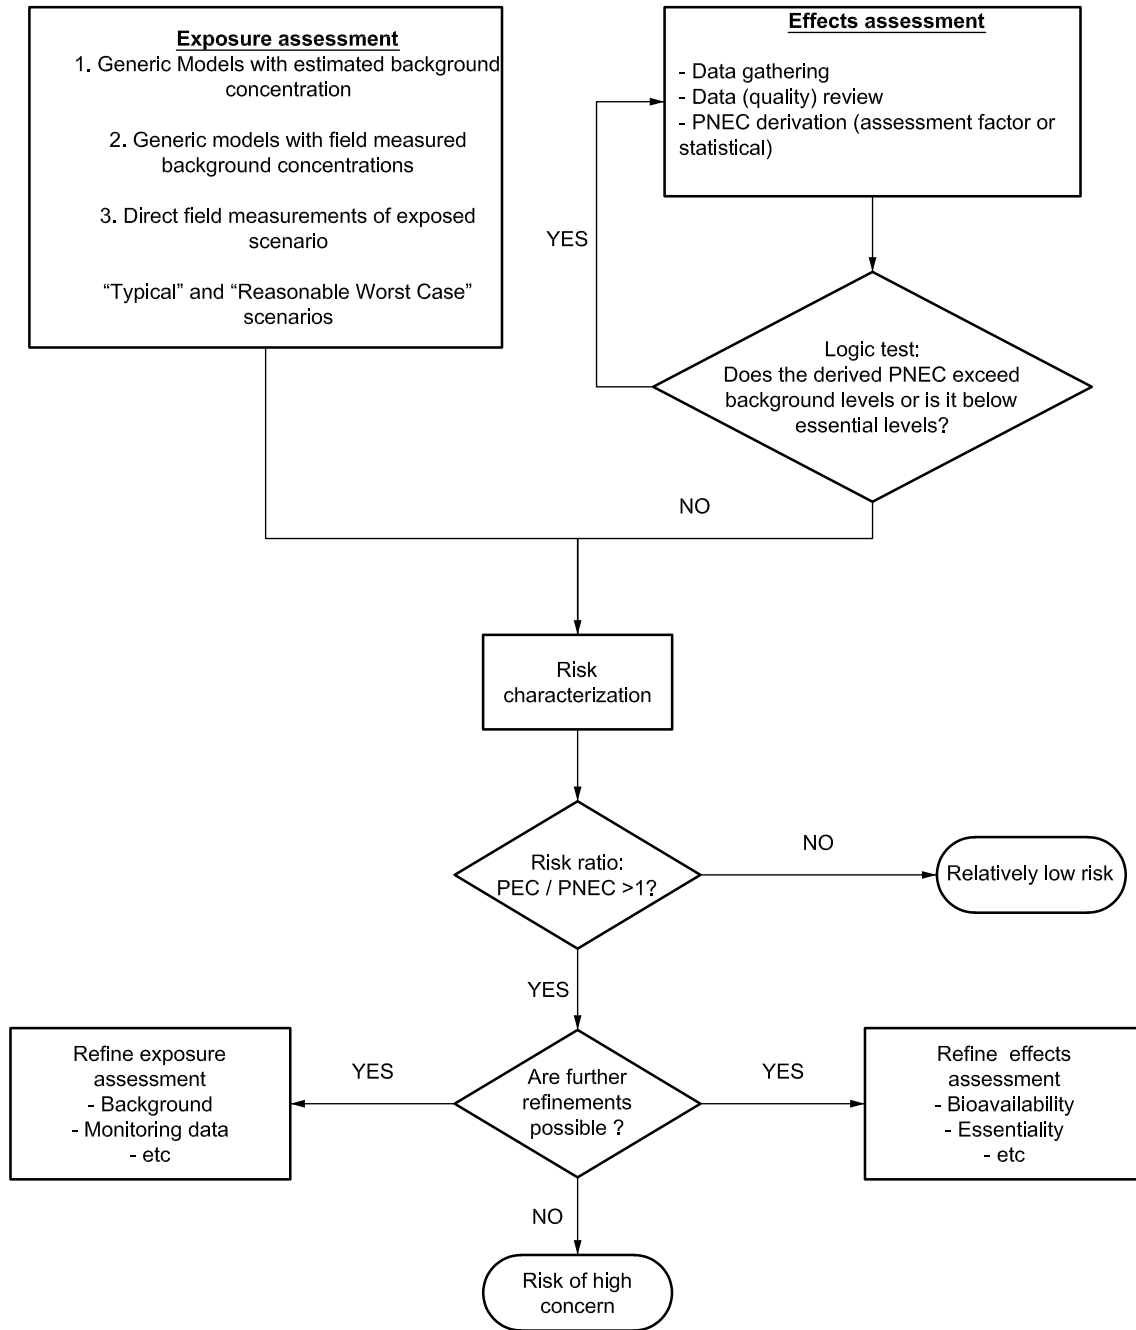 Exposure assessment
1. Generic Models with estimated background
concentration
2. Generic models with field measured
background concentrations
3. Direct field measurements of exposed
scenario
“Typical” and “Reasonable Worst Case”
scenarios
Effects assessment
- Data gathering
- Data (quality) review
- PNEC derivation (assessment factor or
statistical)
YES
Logic test:
Does the derived PNEC exceed
background levels or is it below
essential levels?
NO
Risk
characterization
Risk ratio:
PEC / PNEC >1?
NO
Relatively low risk
YES
Refine exposure
assessment
- Background
- Monitoring data
- etc
YES
Are further
refinements
possible ?
YES
Refine effects
assessment
- Bioavailability
- Essentiality
- etc
NO
Risk of high
concern